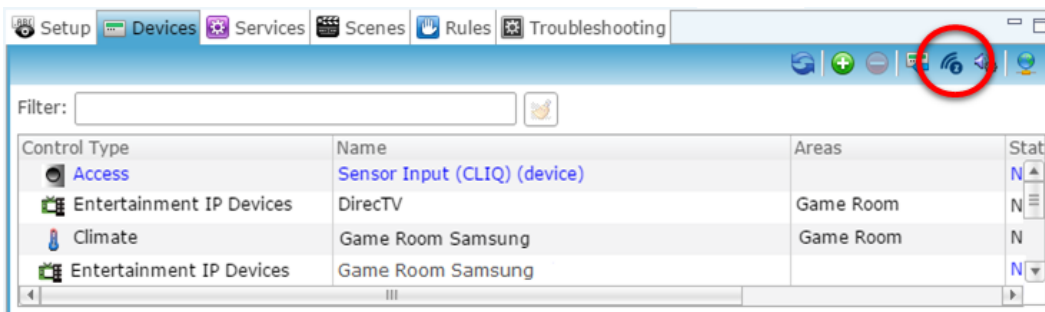 Setup Devices Services Scenes Rules Troubleshooting
Filter:
Control Type Name Areas Stat
Access Sensor Input (CLIQ) (device) N
Entertainment IP Devices DirecTV Game Room N
Climate Game Room Samsung Game Room N
Entertainment IP Devices Game Room Samsung N